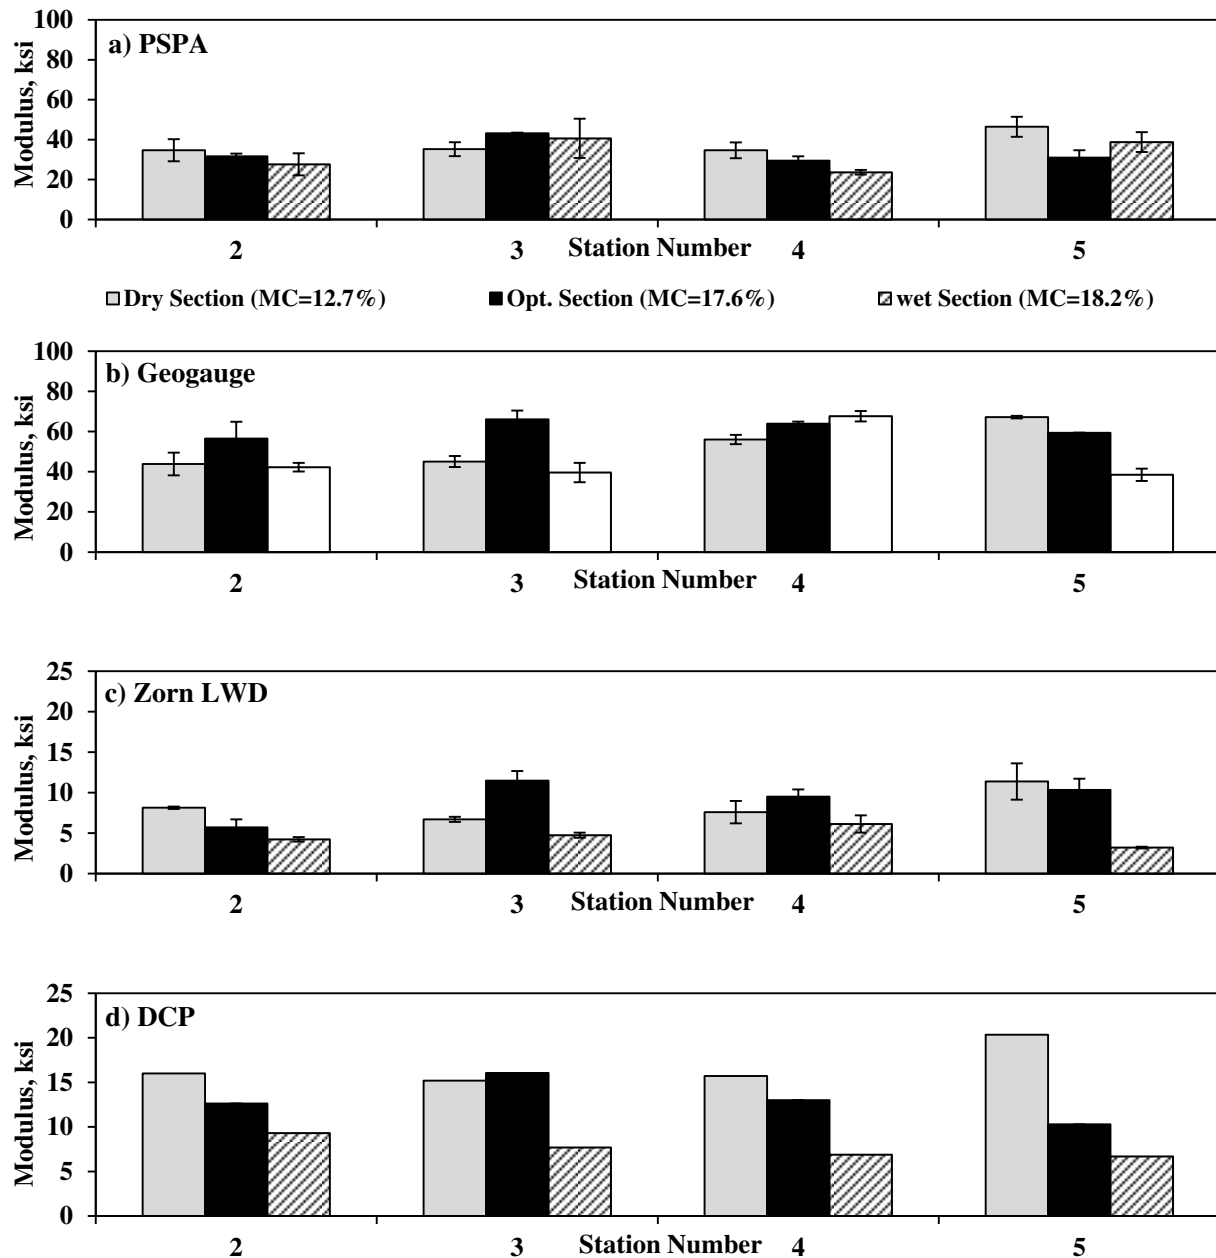 a) PSPA
Modulus, ksi
100
80
60
40
20
0
2 3 Station Number 4 5
Dry Section (MC=12.7%) Opt. Section (MC=17.6%) wet Section (MC=18.2%)
b) Geogauge
Modulus, ksi
100
80
60
40
20
0
2 3 Station Number 4 5
c) Zorn LWD
Modulus, ksi
25
20
15
10
5
0
2 3 Station Number 4 5
d) DCP
Modulus, ksi
25
20
15
10
5
0
2 3 Station Number 4 5